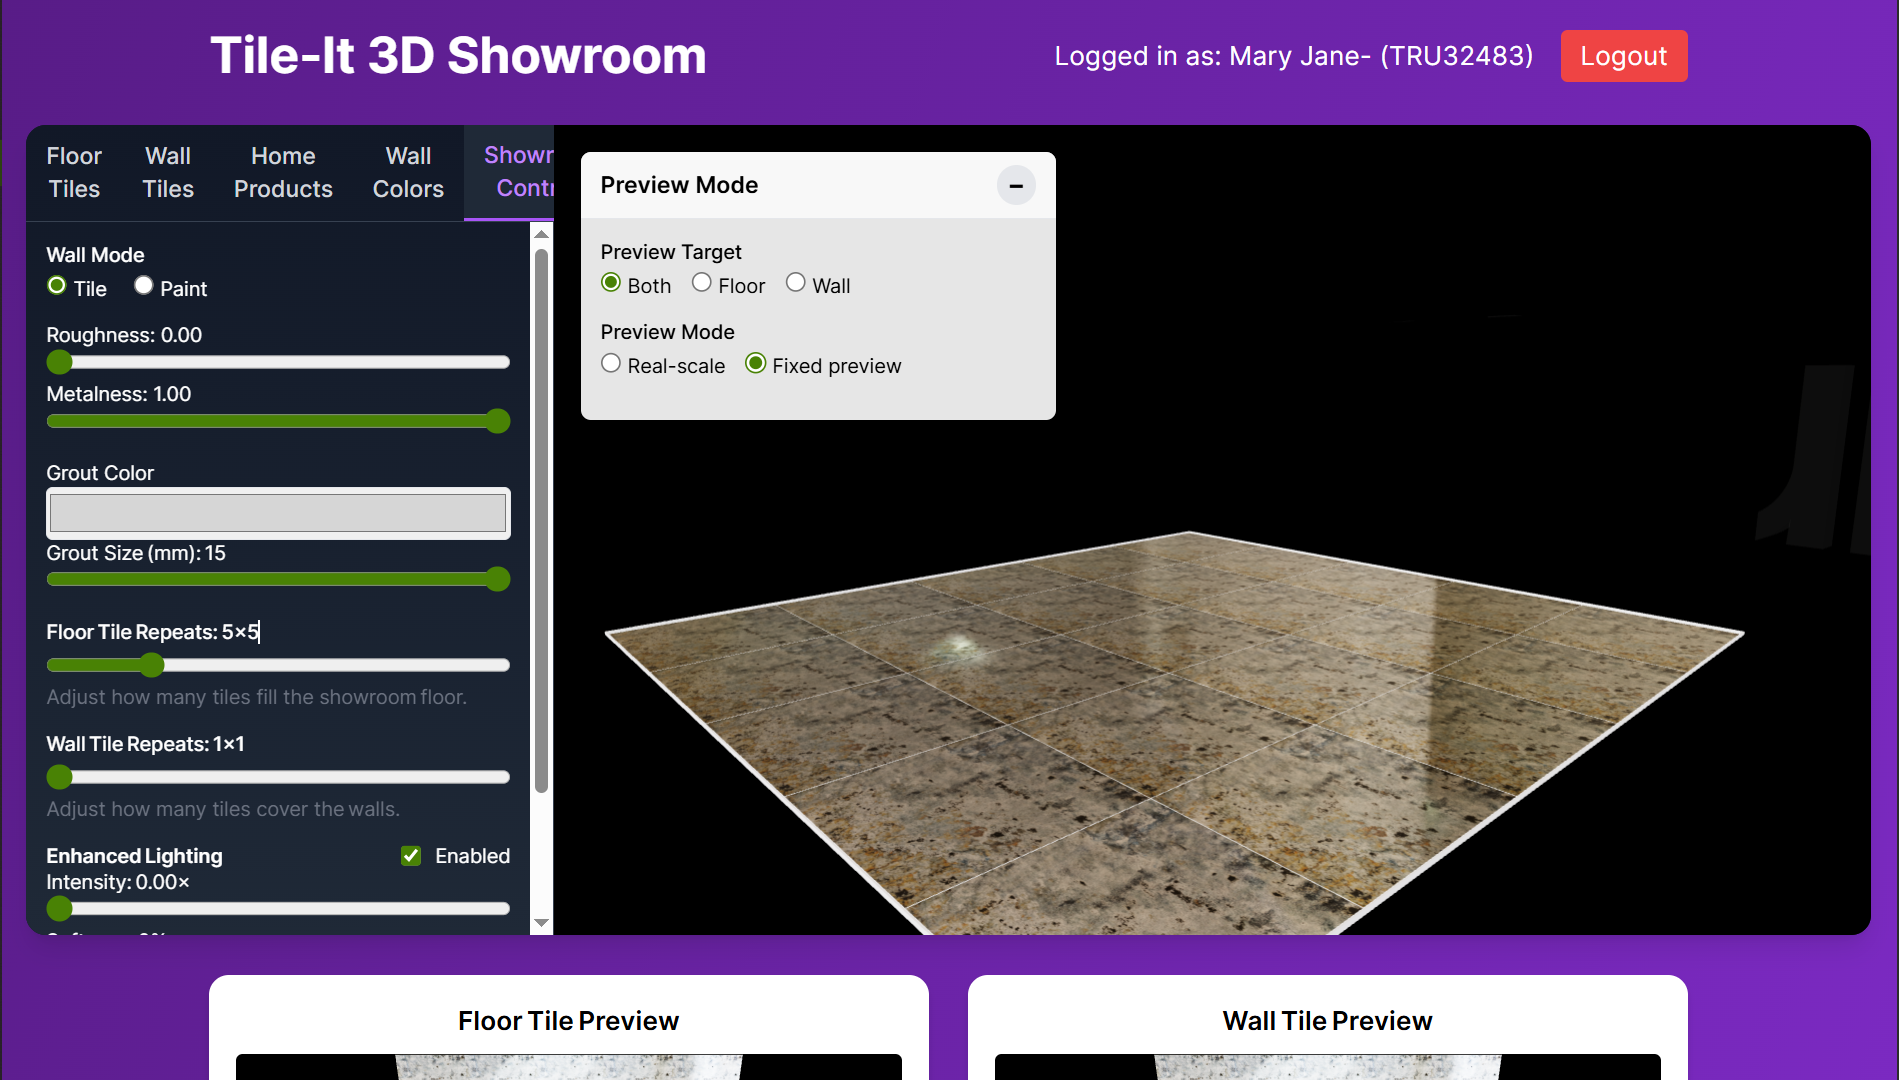 Tile-It 3D Showroom
Logged in as: Mary Jane- (TRU32483)
Logout
Floor Tiles
Wall Tiles
Home Products
Wall Colors
Wall Mode
Tile
Paint
Roughness: 0.00
Metalness: 1.00
Grout Color
Grout Size (mm): 15
Floor Tile Repeats: 5×5
Adjust how many tiles fill the showroom floor.
Wall Tile Repeats: 1×1
Adjust how many tiles cover the walls.
Enhanced Lighting
Enabled
Intensity: 0.00×
Preview Mode
Preview Target
Both
Floor
Wall
Preview Mode
Real-scale
Fixed preview
Floor Tile Preview
Wall Tile Preview